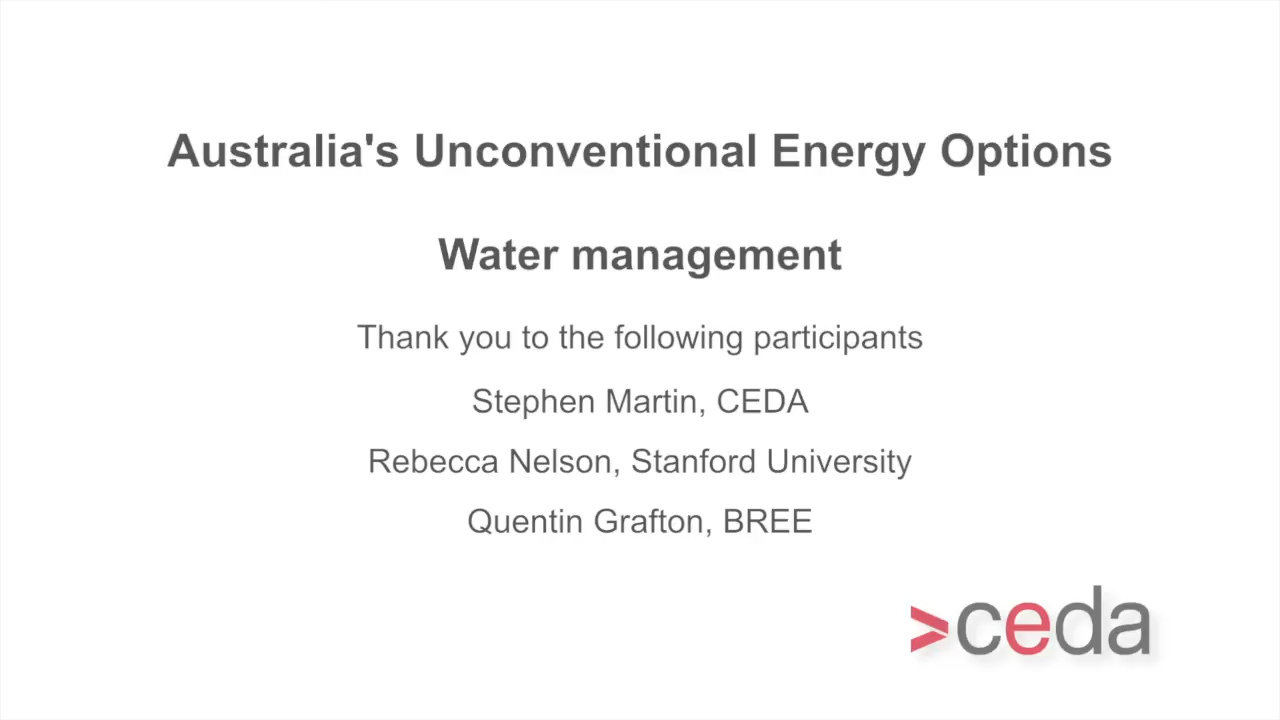 Australia's Unconventional Energy Options
Water management
Thank you to the following participants
Stephen Martin, CEDA
Rebecca Nelson, Stanford University
Quentin Grafton, BREE
>ceda